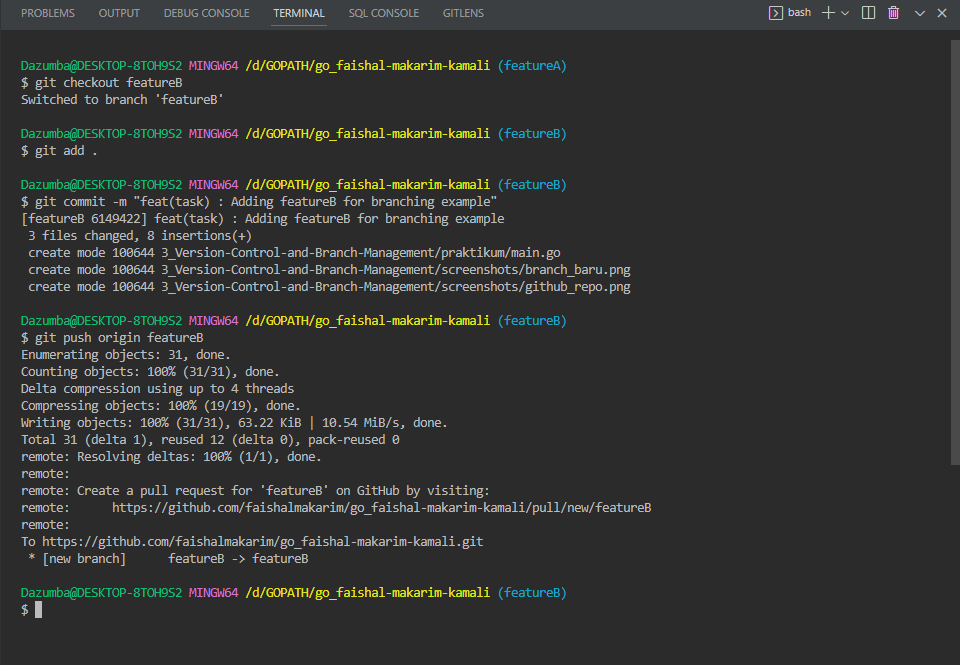 PROBLEMS OUTPUT DEBUG CONSOLE TERMINAL SQL CONSOLE GITLENS bash
Dazumba@DESKTOP-8TOH9S2 MINGW64 /d/GOPATH/go_faishal-makarim-kamali (featureA)
$ git checkout featureB
Switched to branch 'featureB'
Dazumba@DESKTOP-8TOH9S2 MINGW64 /d/GOPATH/go_faishal-makarim-kamali (featureB)
$ git add .
Dazumba@DESKTOP-8TOH9S2 MINGW64 /d/GOPATH/go_faishal-makarim-kamali (featureB)
$ git commit -m "feat(task) : Adding featureB for branching example"
[featureB 6149422] feat(task) : Adding featureB for branching example
 3 files changed, 8 insertions(+)
 create mode 100644 3_Version-Control-and-Branch-Management/praktikum/main.go
 create mode 100644 3_Version-Control-and-Branch-Management/screenshots/branch_baru.png
 create mode 100644 3_Version-Control-and-Branch-Management/screenshots/github_repo.png
Dazumba@DESKTOP-8TOH9S2 MINGW64 /d/GOPATH/go_faishal-makarim-kamali (featureB)
$ git push origin featureB
Enumerating objects: 31, done.
Counting objects: 100% (31/31), done.
Delta compression using up to 4 threads
Compressing objects: 100% (19/19), done.
Writing objects: 100% (31/31), 63.22 KiB | 10.54 MiB/s, done.
Total 31 (delta 1), reused 12 (delta 0), pack-reused 0
remote: Resolving deltas: 100% (1/1), done.
remote:
remote: Create a pull request for 'featureB' on GitHub by visiting:
remote:      https://github.com/faishalmakarim/go_faishal-makarim-kamali/pull/new/featureB
remote:
To https://github.com/faishalmakarim/go_faishal-makarim-kamali.git
 * [new branch]      featureB -> featureB
Dazumba@DESKTOP-8TOH9S2 MINGW64 /d/GOPATH/go_faishal-makarim-kamali (featureB)
$